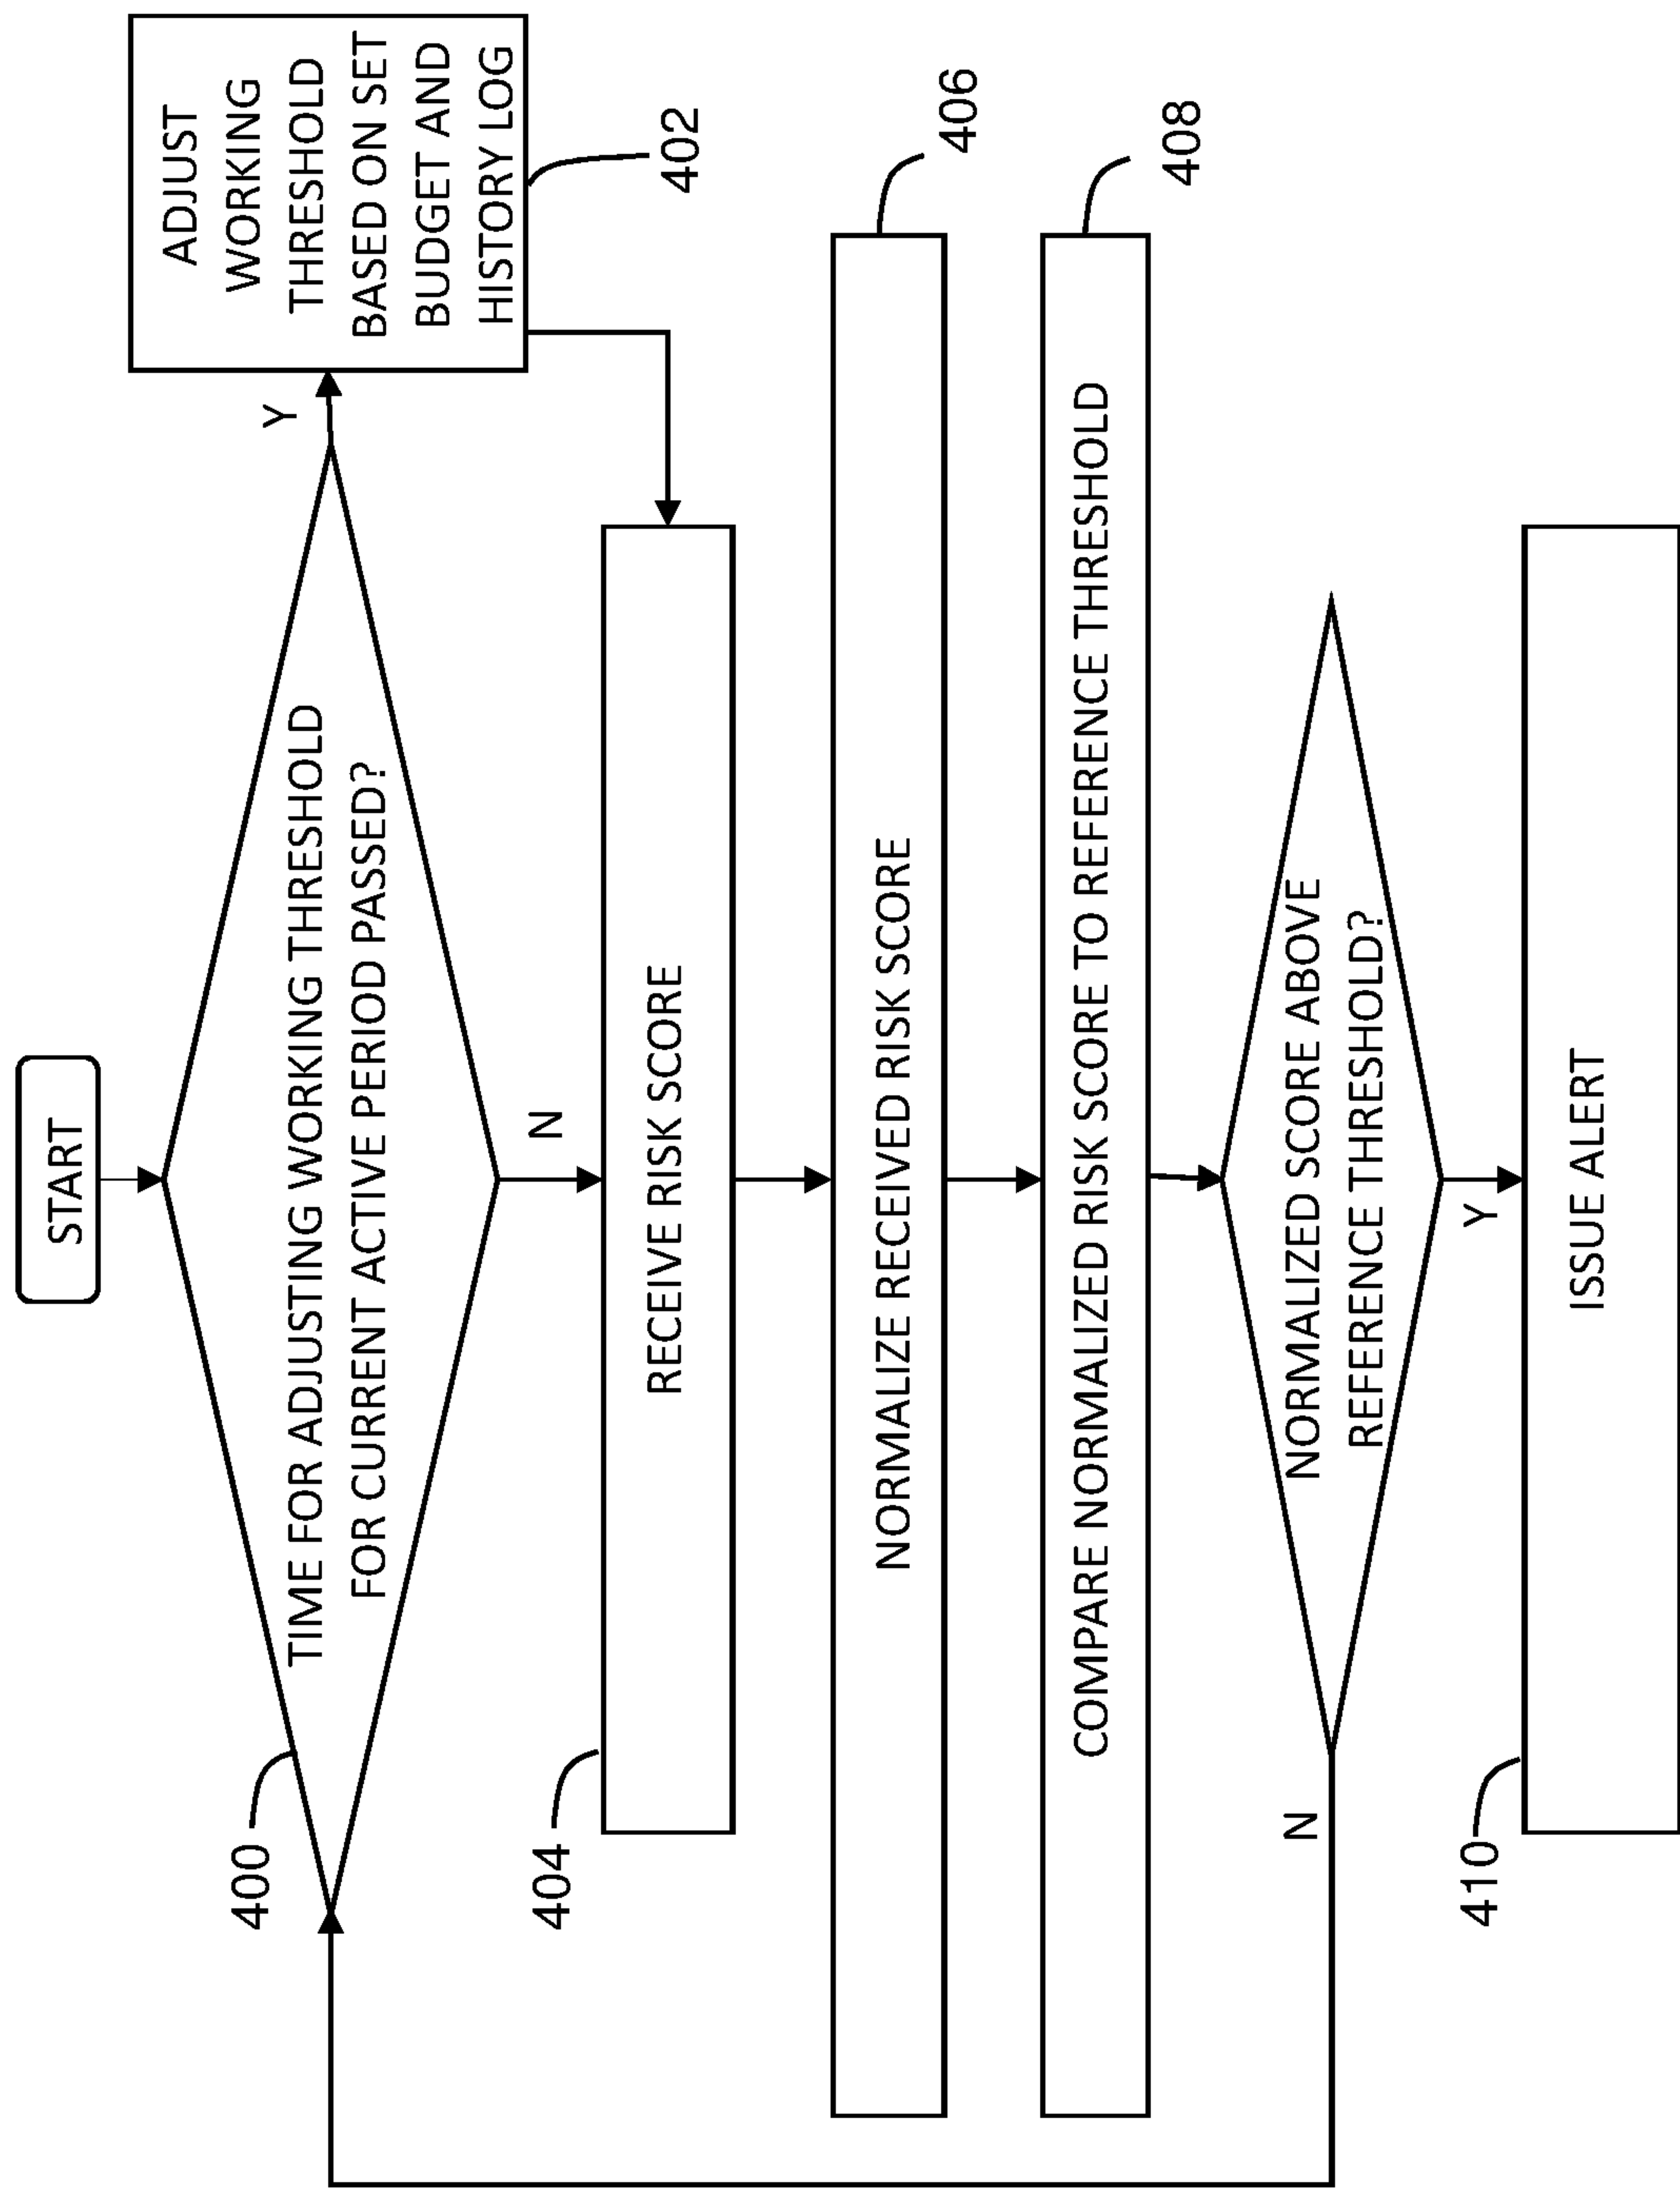 START
400
TIME FOR ADJUSTING WORKING THRESHOLD
FOR CURRENT ACTIVE PERIOD PASSED?
Y
ADJUST
WORKING
THRESHOLD
BASED ON SET
BUDGET AND
HISTORY LOG
402
N
404
RECEIVE RISK SCORE
NORMALIZE RECEIVED RISK SCORE
406
COMPARE NORMALIZED RISK SCORE TO REFERENCE THRESHOLD
408
N
NORMALIZED SCORE ABOVE
REFERENCE THRESHOLD?
Y
410
ISSUE ALERT